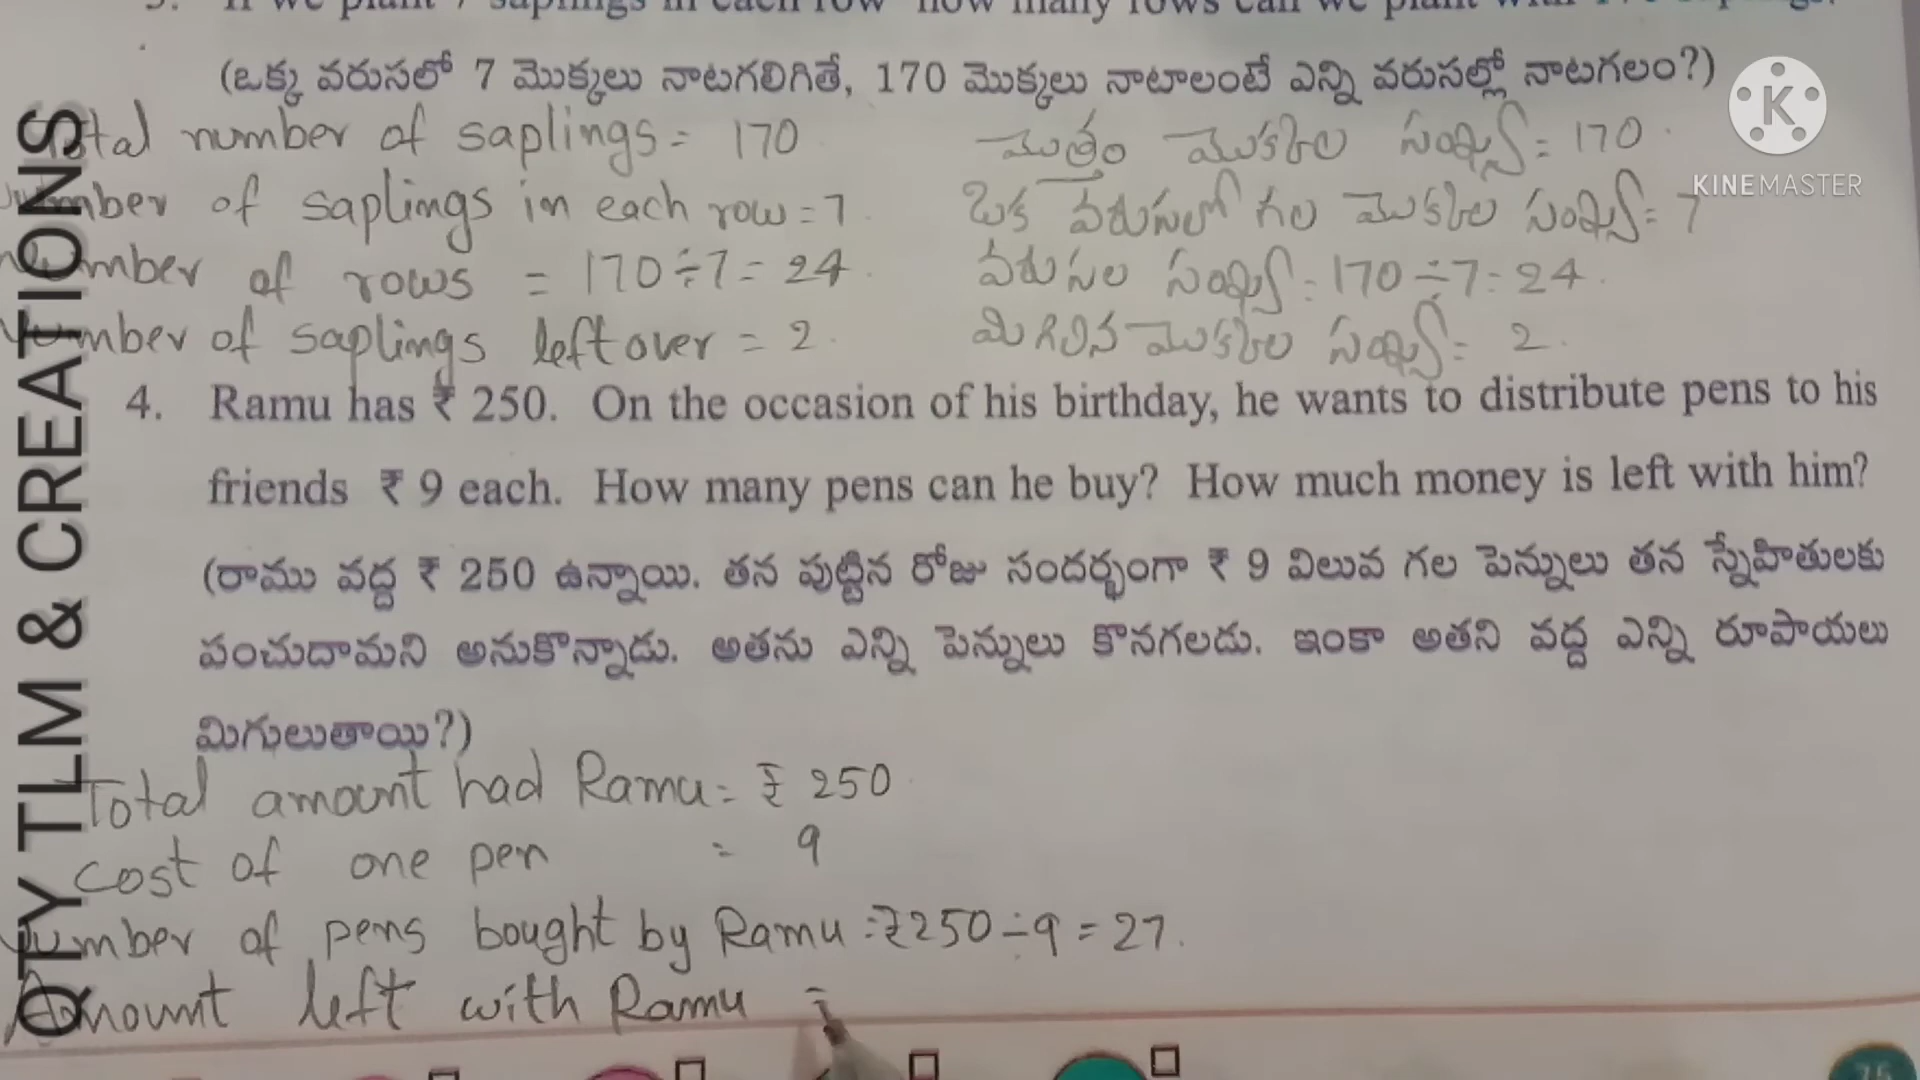 (ఒక్క వరుసలో 7 మొక్కలు నాటగలిగితే, 170 మొక్కలు నాటాలంటే ఎన్ని వరుసల్లో నాటగలం?)
Total number of saplings = 170
మొత్తం మొక్కల సంఖ్య = 170
Number of saplings in each row = 7
ఒక వరుసలో గల మొక్కల సంఖ్య = 7
Number of rows = 170 ÷ 7 = 24
వరుసల సంఖ్య = 170 ÷ 7 = 24
Number of saplings left over = 2
మిగిలిన మొక్కల సంఖ్య = 2
4. Ramu has ₹ 250. On the occasion of his birthday, he wants to distribute pens to his
friends ₹ 9 each. How many pens can he buy? How much money is left with him?
(రాము వద్ద ₹ 250 ఉన్నాయి. తన పుట్టిన రోజు సందర్భంగా ₹ 9 విలువ గల పెన్నులు తన స్నేహితులకు
పంచుదామని అనుకొన్నాడు. అతను ఎన్ని పెన్నులు కొనగలడు. ఇంకా అతని వద్ద ఎన్ని రూపాయలు
మిగులుతాయి?)
Total amount had Ramu = ₹ 250
Cost of one pen = 9
Number of pens bought by Ramu = ₹250 ÷ 9 = 27.
Amount left with Ramu =
QTY TLM & CREATIONS
K
KINEMASTER